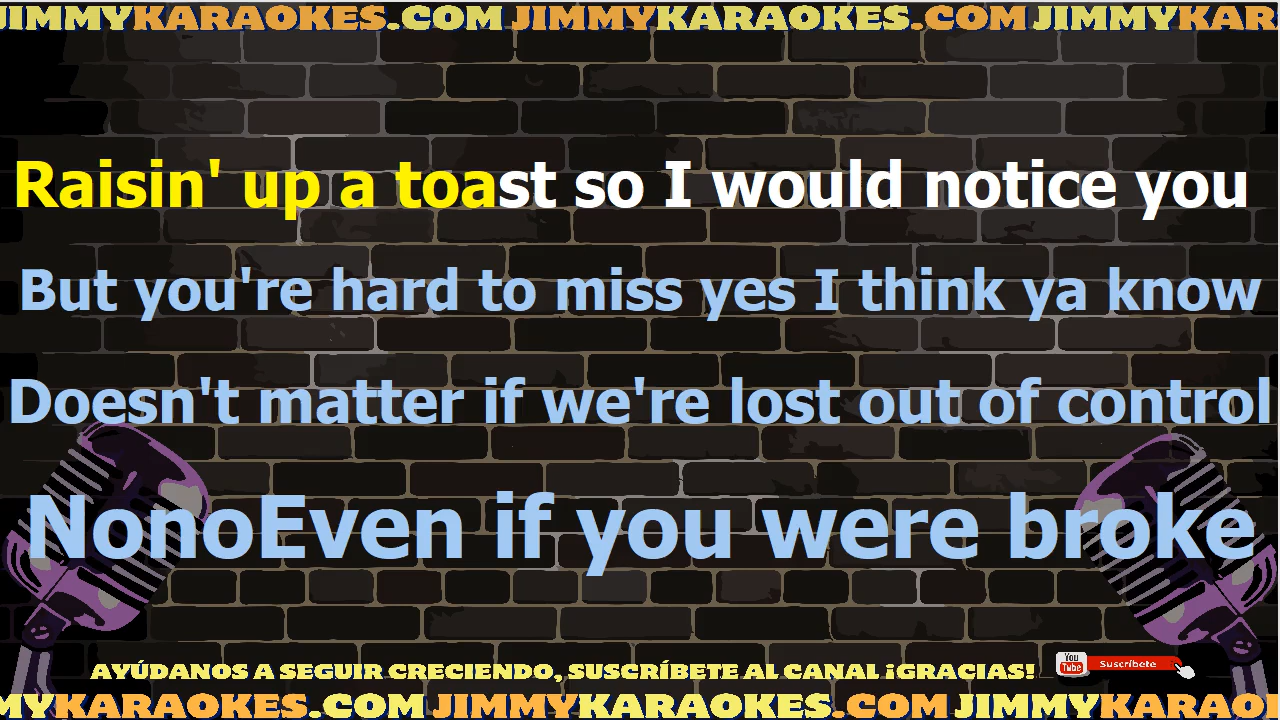 JIMMYKARAOKES.COM JIMMYKARAOKES.COM JIMMYKAR
Raisin' up a toast so I would notice you
But you're hard to miss yes I think ya know
Doesn't matter if we're lost out of control
NonoEven if you were broke
AYÚDANOS A SEGUIR CRECIENDO, SUSCRÍBETE AL CANAL ¡GRACIAS!
You Tube Suscríbete
MYKARAOKES.COM JIMMYKARAOKES.COM JIMMYKARAO